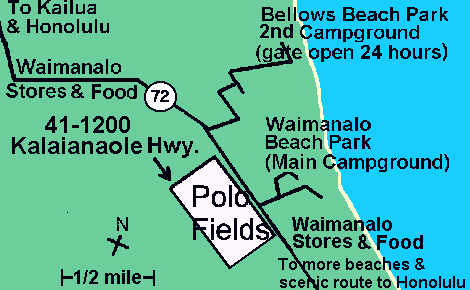 To Kailua
& Honolulu
Bellows Beach Park
2nd Campground
(gate open 24 hours)
Waimanalo
Stores & Food
72
41-1200
Kalaianaole Hwy.
Waimanalo
Beach Park
(Main Campground)
Polo
Fields
N
Waimanalo
Stores & Food
1/2 mile
To more beaches &
scenic route to Honolulu